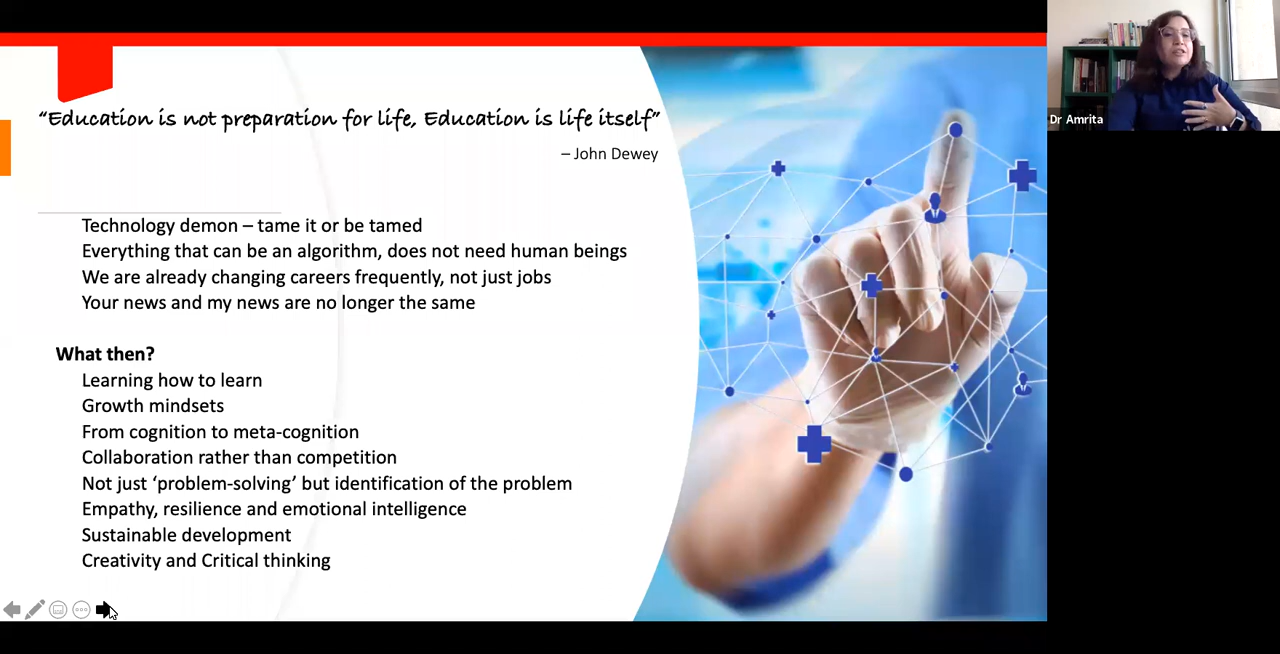 “Education is not preparation for life, Education is life itself”
– John Dewey
Technology demon – tame it or be tamed
Everything that can be an algorithm, does not need human beings
We are already changing careers frequently, not just jobs
Your news and my news are no longer the same
What then?
Learning how to learn
Growth mindsets
From cognition to meta-cognition
Collaboration rather than competition
Not just ‘problem-solving’ but identification of the problem
Empathy, resilience and emotional intelligence
Sustainable development
Creativity and Critical thinking
Dr Amrita